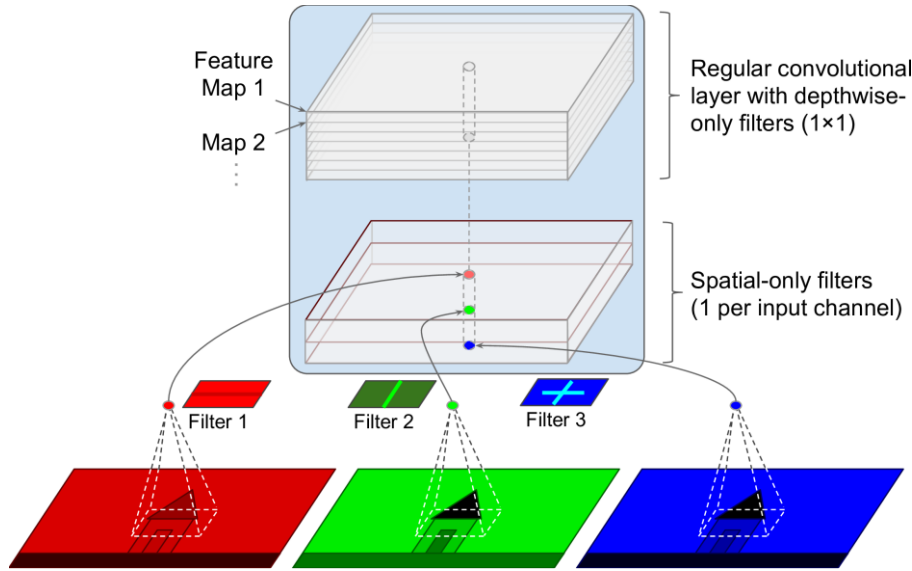 Feature
Map 1
Map 2
⋮
Regular convolutional
layer with depthwise-
only filters (1×1)
Spatial-only filters
(1 per input channel)
Filter 1
Filter 2
Filter 3